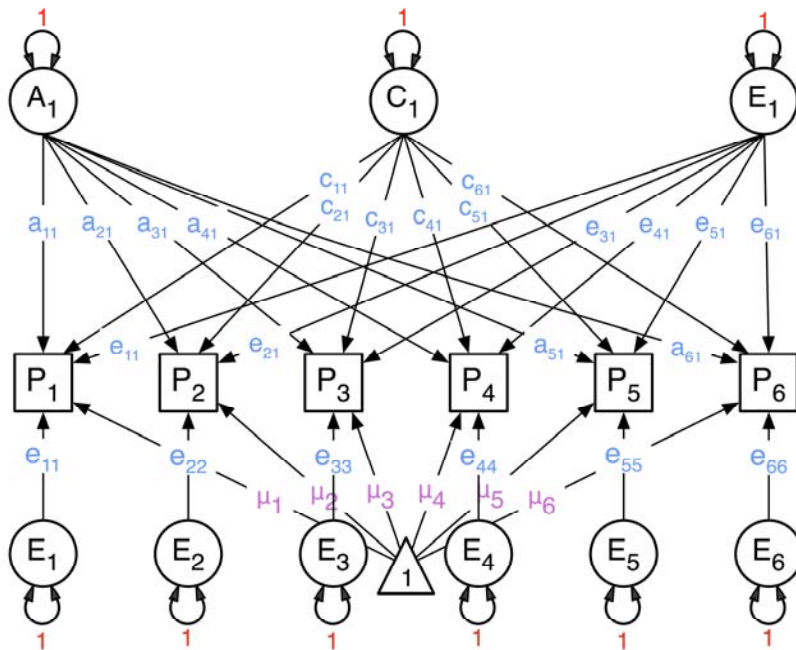 1 1 1
A1 C1 E1
c11 c61
c21 c51
a11 a21 a31 a41 c31 c41 e31 e41 e51 e61
e11 e21 a51 a61
P1 P2 P3 P4 P5 P6
e11 e22 e33 e44 e55 e66
μ1 μ2 μ3 μ4 μ5 μ6
E1 E2 E3 1 E4 E5 E6
1 1 1 1 1 1